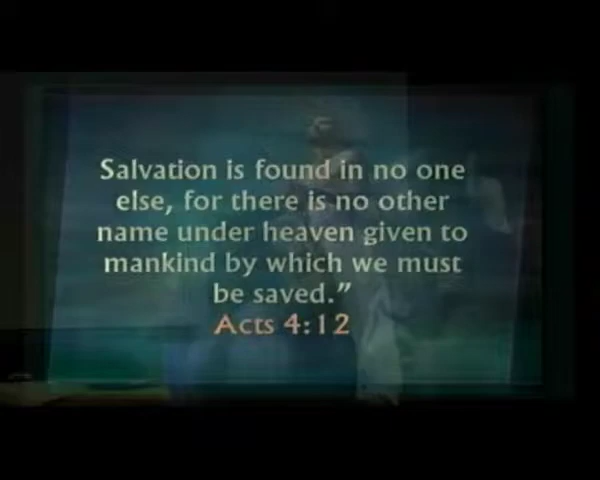 Salvation is found in no one
else, for there is no other
name under heaven given to
mankind by which we must
be saved.”
Acts 4:12